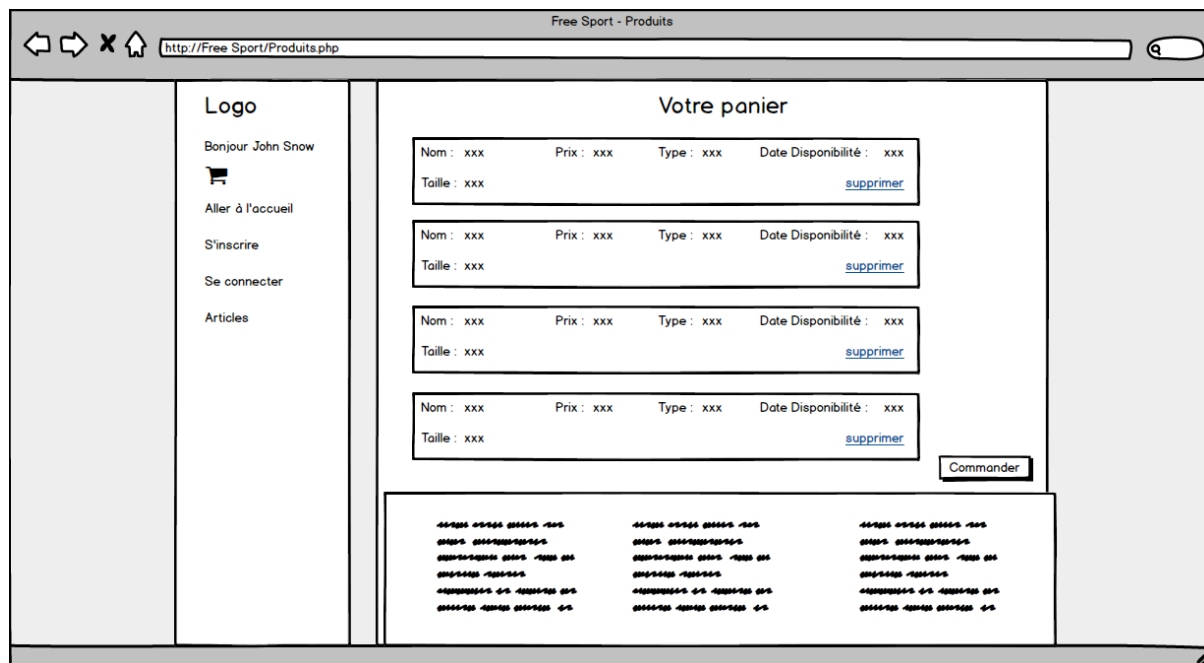 Free Sport - Produits
http://Free Sport/Produits.php
Logo
Bonjour John Snow
Aller à l'accueil
S'inscrire
Se connecter
Articles
Votre panier
Nom : xxx Prix : xxx Type : xxx Date Disponibilité : xxx
Taille : xxx supprimer
Nom : xxx Prix : xxx Type : xxx Date Disponibilité : xxx
Taille : xxx supprimer
Nom : xxx Prix : xxx Type : xxx Date Disponibilité : xxx
Taille : xxx supprimer
Nom : xxx Prix : xxx Type : xxx Date Disponibilité : xxx
Taille : xxx supprimer
Commander